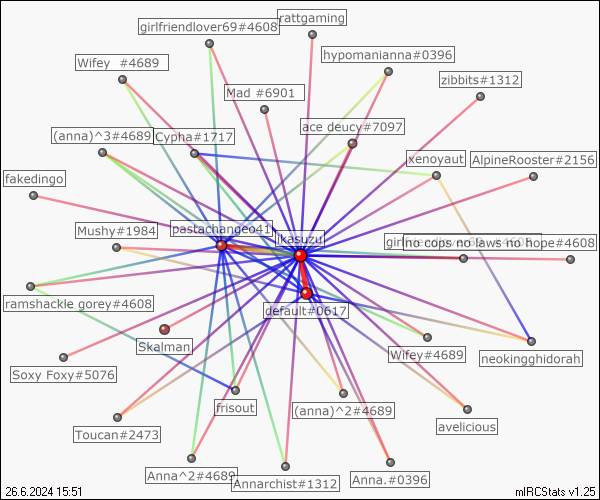 rattgaming
girlfriendlover69#4608
hypomanianna#0396
Wifey  #4689
zibbits#1312
Mad #6901
ace deucy#7097
(anna)^3#4689
Cypha#1717
xenoyaut
AlpineRooster#2156
fakedingo
pastachangeo41
Mushy#1984
ikasuzu
no cops no laws no hope#4608
ramshackle gorey#4608
default#0617
Skalman
Wifey#4689
neokingghidorah
Soxy Foxy#5076
frisout
(anna)^2#4689
avelicious
Toucan#2473
Anna^2#4689
Annarchist#1312
Anna.#0396
26.6.2024 15:51
mIRCStats v1.25